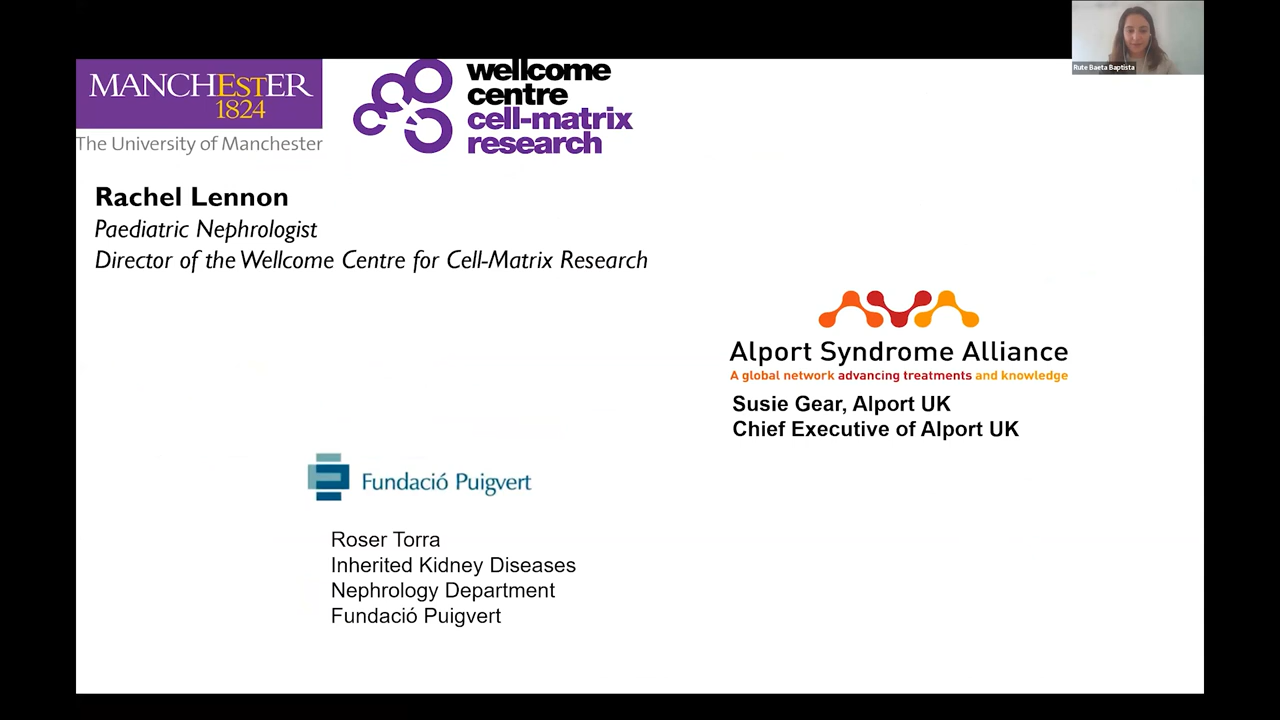 Rute Baeta Baptista
MANCHESTER
1824
The University of Manchester
wellcome
centre
cell-matrix
research
Rachel Lennon
Paediatric Nephrologist
Director of the Wellcome Centre for Cell-Matrix Research
Alport Syndrome Alliance
A global network advancing treatments and knowledge
Susie Gear, Alport UK
Chief Executive of Alport UK
Fundació Puigvert
Roser Torra
Inherited Kidney Diseases
Nephrology Department
Fundació Puigvert